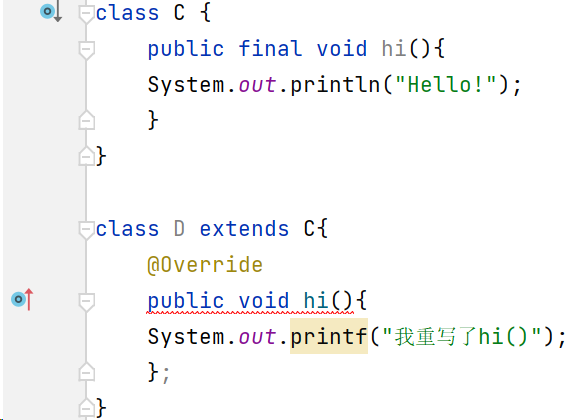 class C {
public final void hi(){
System.out.println("Hello!");
}
}
class D extends C{
@Override
public void hi(){
System.out.printf("我重写了hi()");
};
}